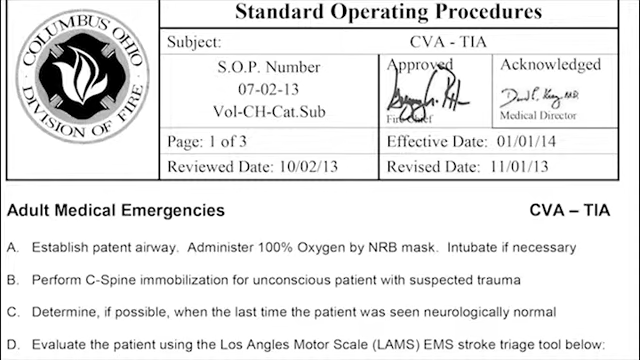 COLUMBUS OHIO
DIVISION OF FIRE
Standard Operating Procedures
Subject: CVA - TIA
S.O.P. Number
07-02-13
Vol-CH-Cat.Sub
Approved
Fire Chief
Acknowledged
Medical Director
Page: 1 of 3
Effective Date: 01/01/14
Reviewed Date: 10/02/13
Revised Date: 11/01/13
Adult Medical Emergencies CVA – TIA
A. Establish patent airway. Administer 100% Oxygen by NRB mask. Intubate if necessary
B. Perform C-Spine immobilization for unconscious patient with suspected trauma
C. Determine, if possible, when the last time the patient was seen neurologically normal
D. Evaluate the patient using the Los Angles Motor Scale (LAMS) EMS stroke triage tool below: